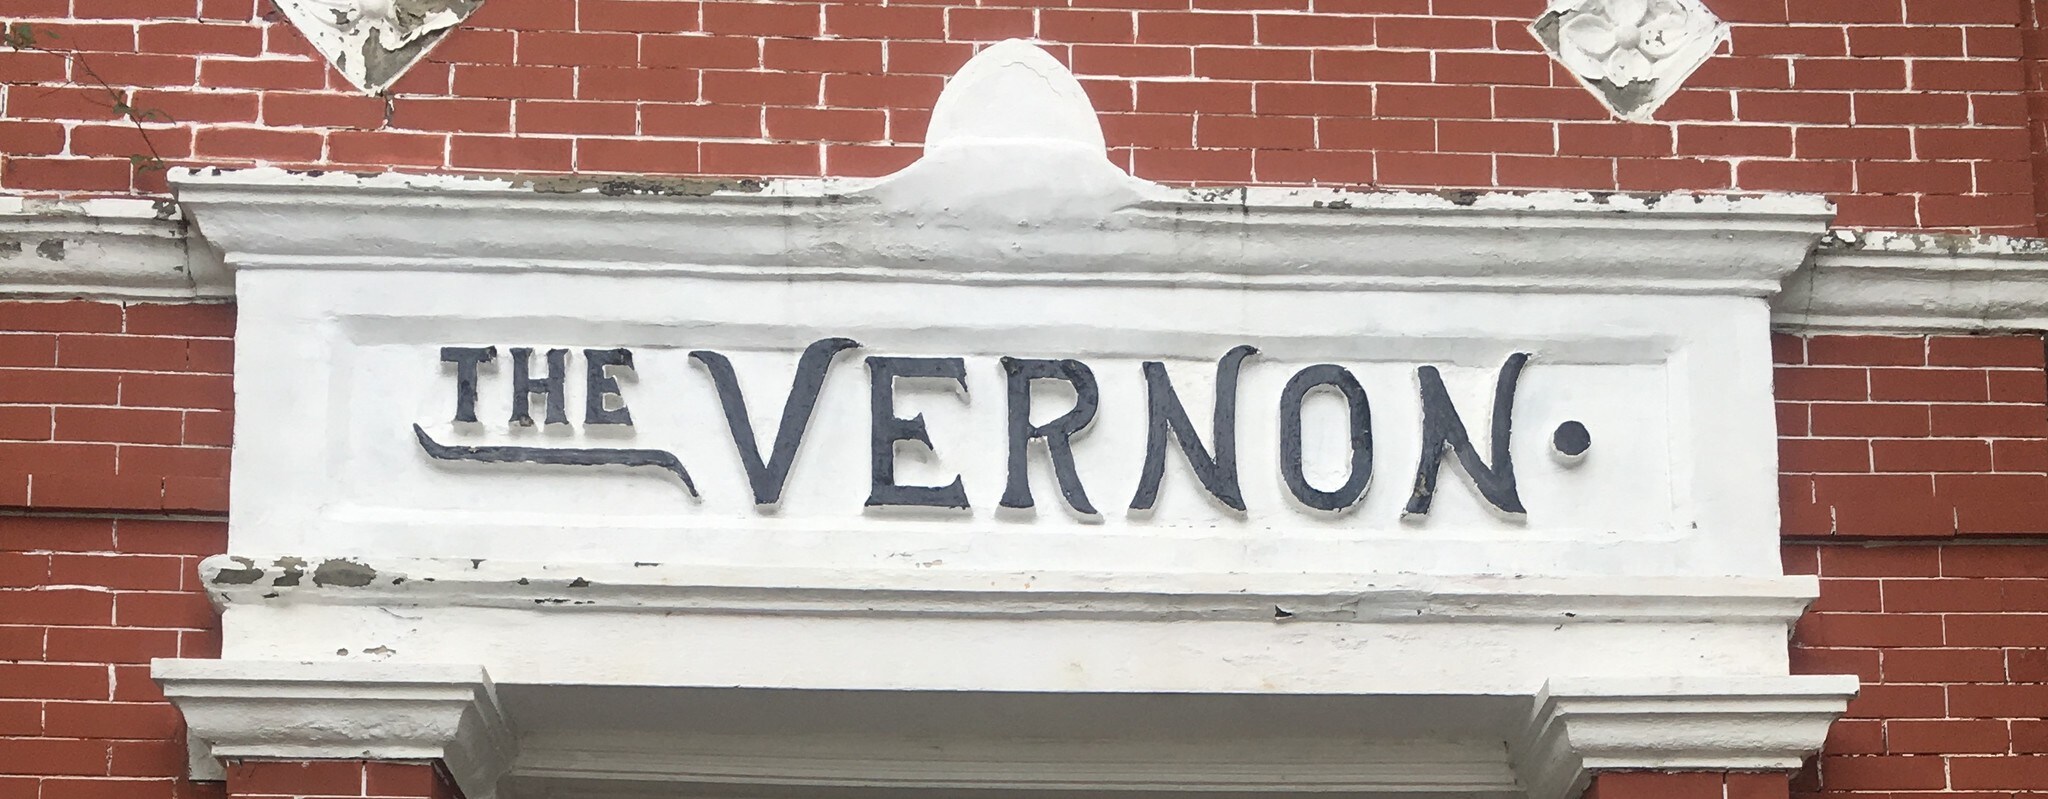 THE VERNON.